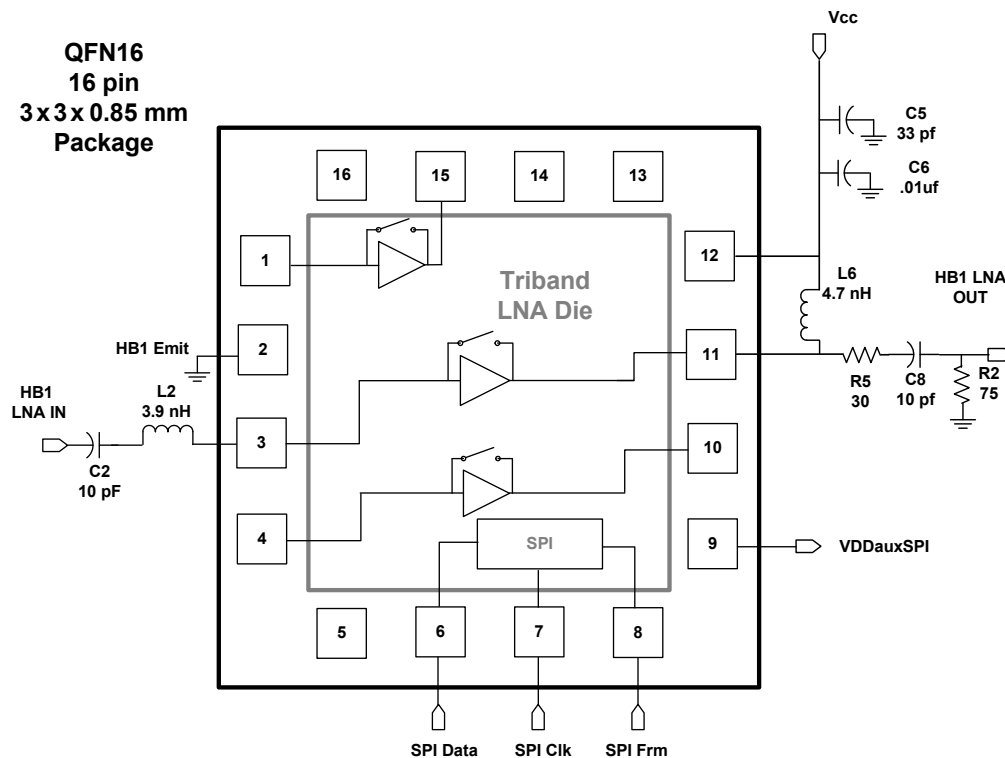 QFN16
16 pin
3 x 3 x 0.85 mm
Package
Vcc
C5
33 pf
C6
.01uf
16
15
14
13
1
12
Triband
LNA Die
L6
4.7 nH
HB1 LNA
OUT
HB1 Emit
2
11
R5
30
C8
10 pf
R2
75
HB1
LNA IN
L2
3.9 nH
3
10
C2
10 pF
4
SPI
9
VDDauxSPI
5
6
7
8
SPI Data
SPI Clk
SPI Frm